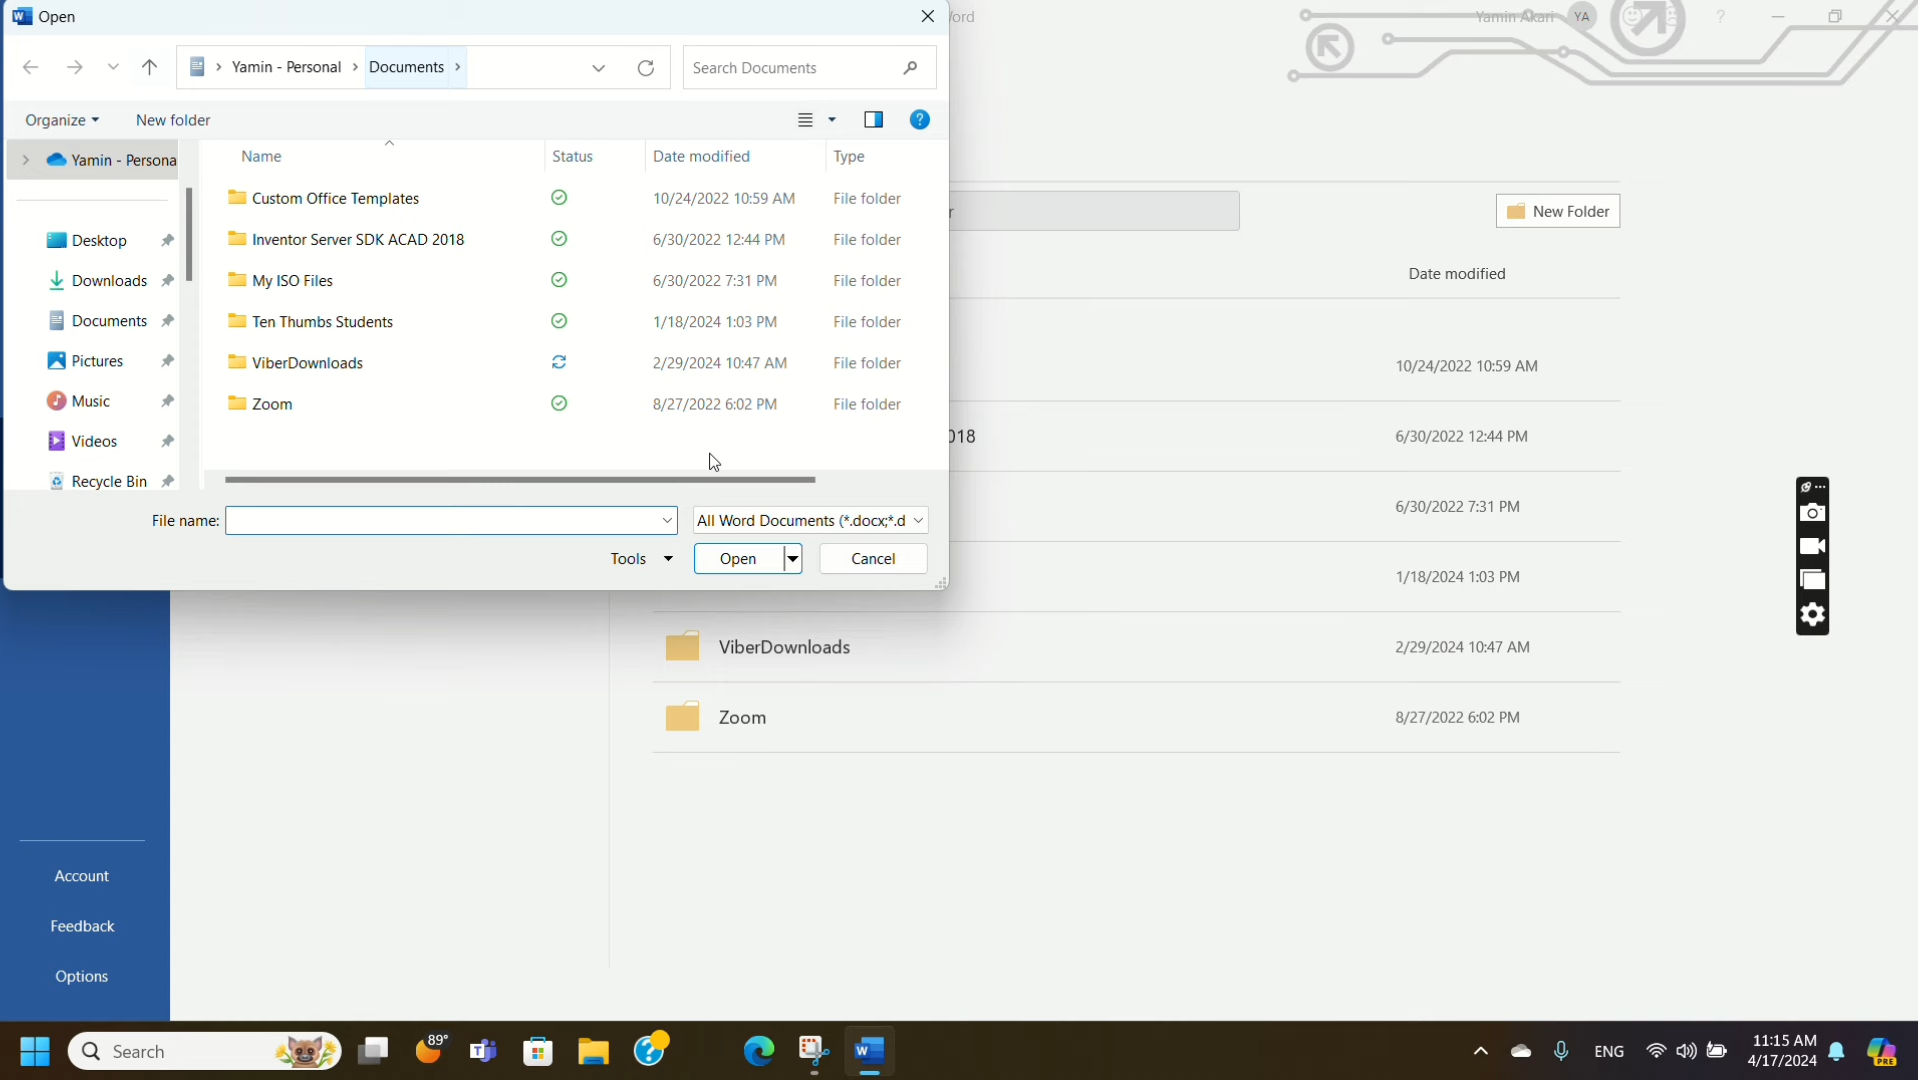 Open
ord
Yamin Akari YA ?
Yamin - Personal > Documents >
Search Documents
Organize
New folder
?
Yamin - Persona
Desktop
Downloads
Documents
Pictures
Music
Videos
Recycle Bin
Name Status Date modified Type
Custom Office Templates 10/24/2022 10:59 AM File folder
Inventor Server SDK ACAD 2018 6/30/2022 12:44 PM File folder
My ISO Files 6/30/2022 7:31 PM File folder
Ten Thumbs Students 1/18/2024 1:03 PM File folder
ViberDownloads 2/29/2024 10:47 AM File folder
Zoom 8/27/2022 6:02 PM File folder
File name:
All Word Documents (*.docx;*.d
Tools
Open
Cancel
r
New Folder
Date modified
10/24/2022 10:59 AM
018 6/30/2022 12:44 PM
6/30/2022 7:31 PM
1/18/2024 1:03 PM
ViberDownloads 2/29/2024 10:47 AM
Zoom 8/27/2022 6:02 PM
Account
Feedback
Options
Search
89°
ENG
11:15 AM
4/17/2024
PRE